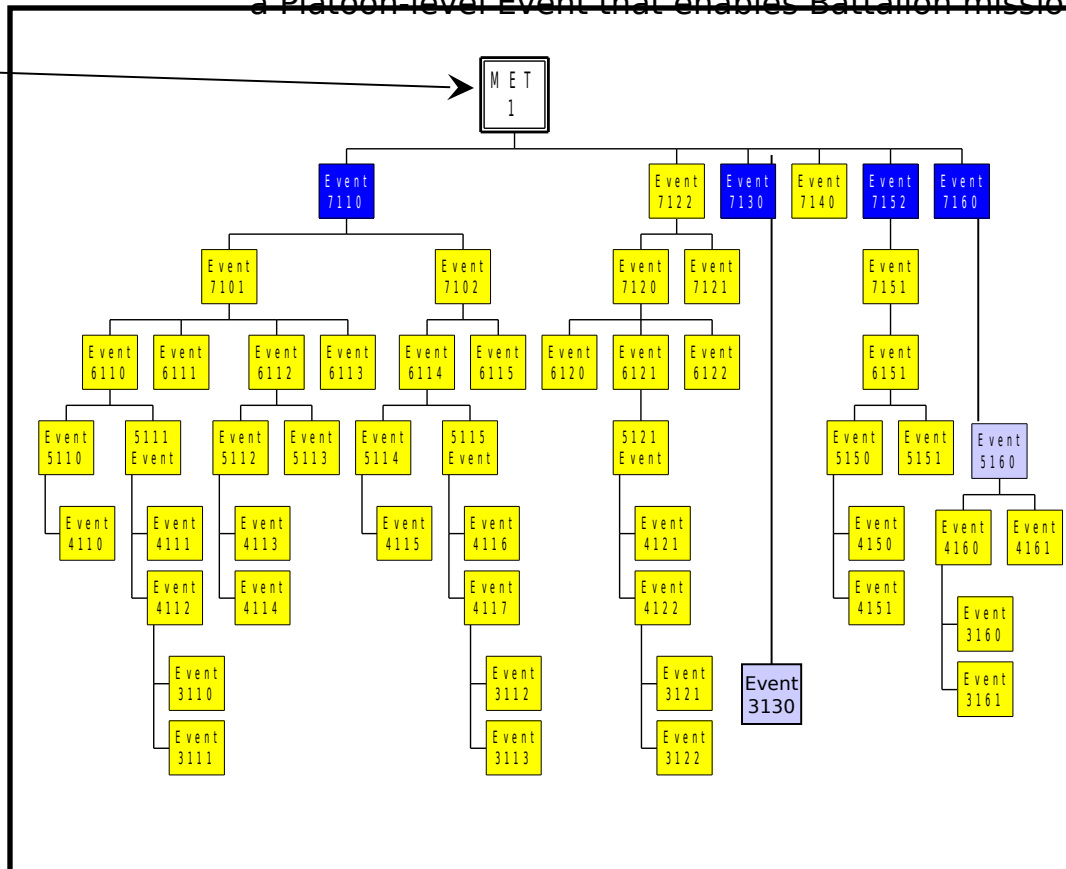 a Platoon-level Event that enables Battalion missio
MET
1
Event
7110
Event
7122
Event
7130
Event
7140
Event
7152
Event
7160
Event
7101
Event
7102
Event
7120
Event
7121
Event
7151
Event
6110
Event
6111
Event
6112
Event
6113
Event
6114
Event
6115
Event
6120
Event
6121
Event
6122
Event
6151
Event
5110
5111
Event
Event
5112
Event
5113
Event
5114
5115
Event
5121
Event
Event
5150
Event
5151
Event
5160
Event
4110
Event
4111
Event
4113
Event
4115
Event
4116
Event
4121
Event
4150
Event
4160
Event
4161
Event
4112
Event
4114
Event
4117
Event
4122
Event
4151
Event
3160
Event
3110
Event
3112
Event
3121
Event
3130
Event
3161
Event
3111
Event
3113
Event
3122